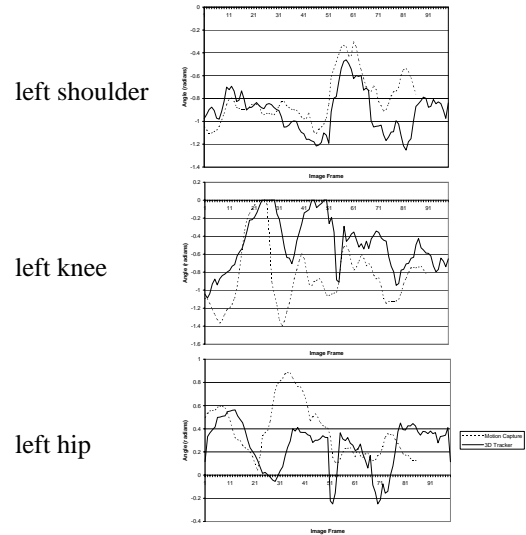 0
1 11 21 31 41 51 61 71 81 91
-0.2
-0.4
-0.6
left shoulder
Angle (radians)
-0.8
-1
-1.2
-1.4
Image Frame
0.2
0
1 11 21 31 41 51 61 71 81 91
-0.2
-0.4
-0.6
left knee
Angle (radians)
-0.8
-1
-1.2
-1.4
-1.6
Image Frame
1
0.8
0.6
left hip
Angle (radians)
0.4
Motion Capture
3D Tracker
0.2
0
1 11 21 31 41 51 61 71 81 91
-0.2
-0.4
Image Frame